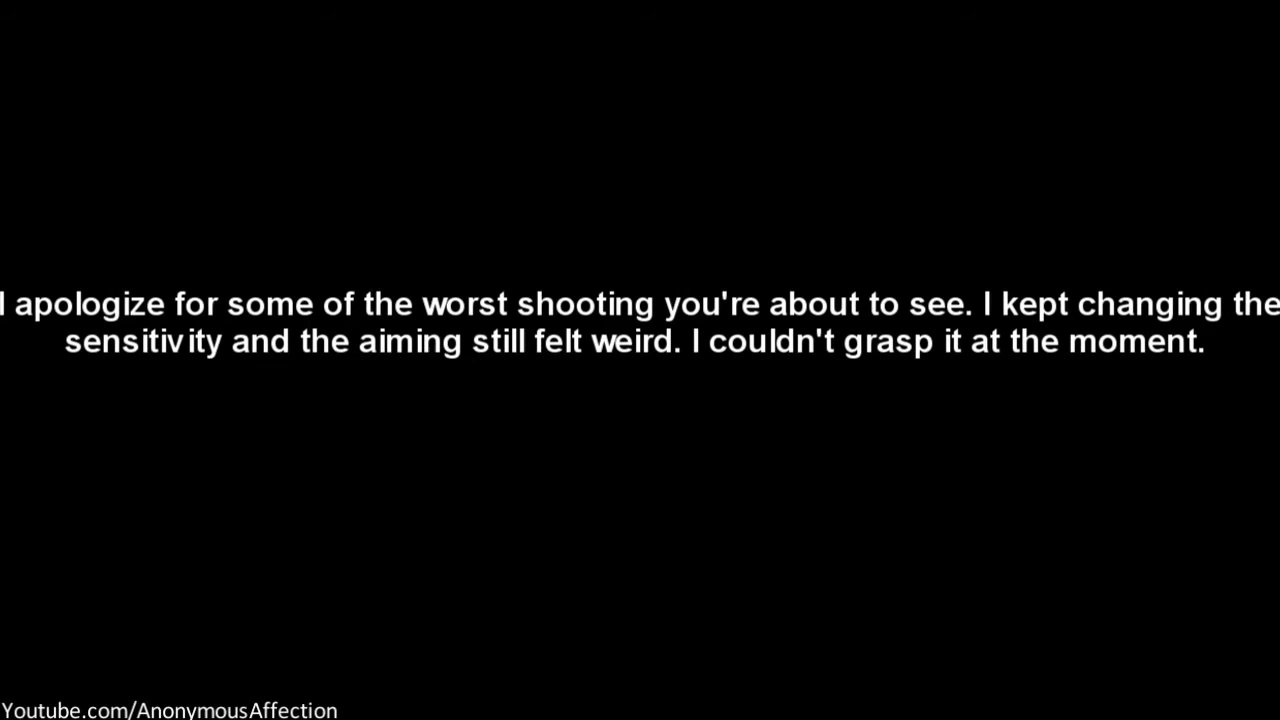 I apologize for some of the worst shooting you're about to see. I kept changing the
sensitivity and the aiming still felt weird. I couldn't grasp it at the moment.
Youtube.com/AnonymousAffection